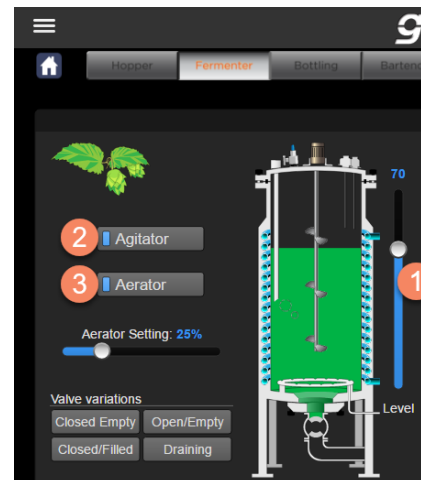 g
Hopper Fermenter Bottling Bartend
70
2 Agitator
3 Aerator
1
Aerator Setting: 25%
Valve variations
Closed Empty Open/Empty
Level
Closed/Filled Draining